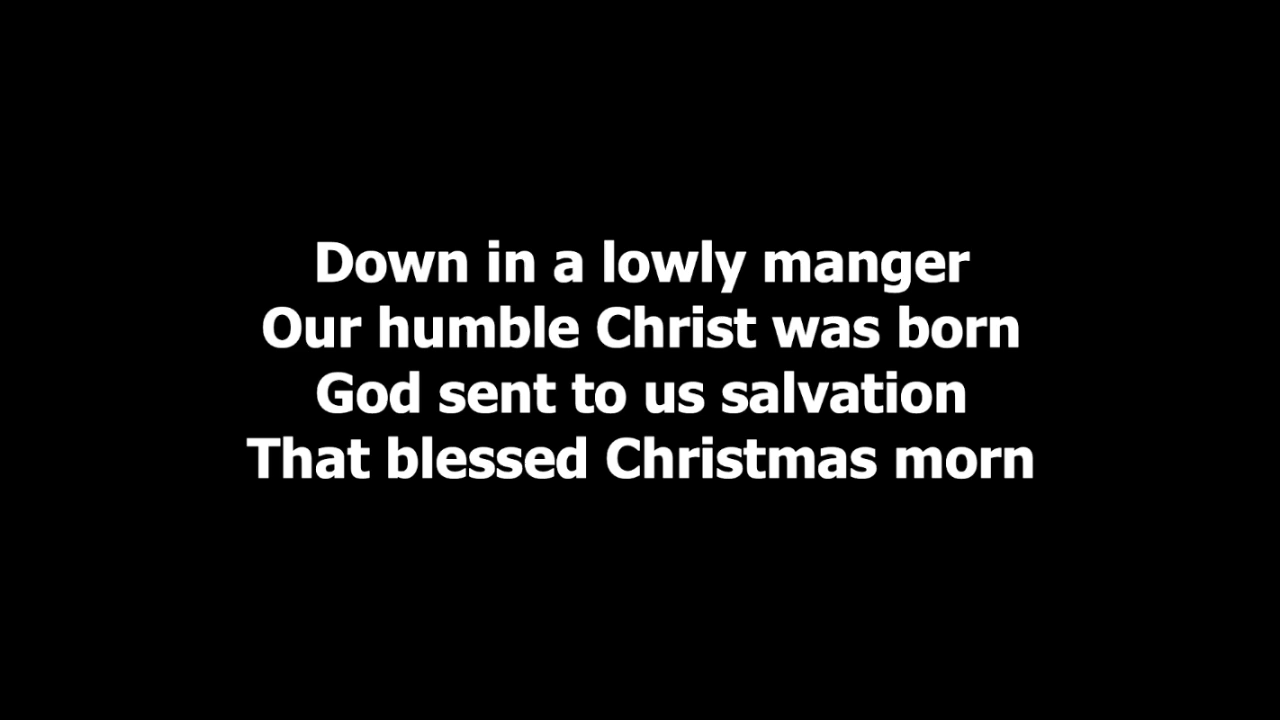 Down in a lowly manger
Our humble Christ was born
God sent to us salvation
That blessed Christmas morn